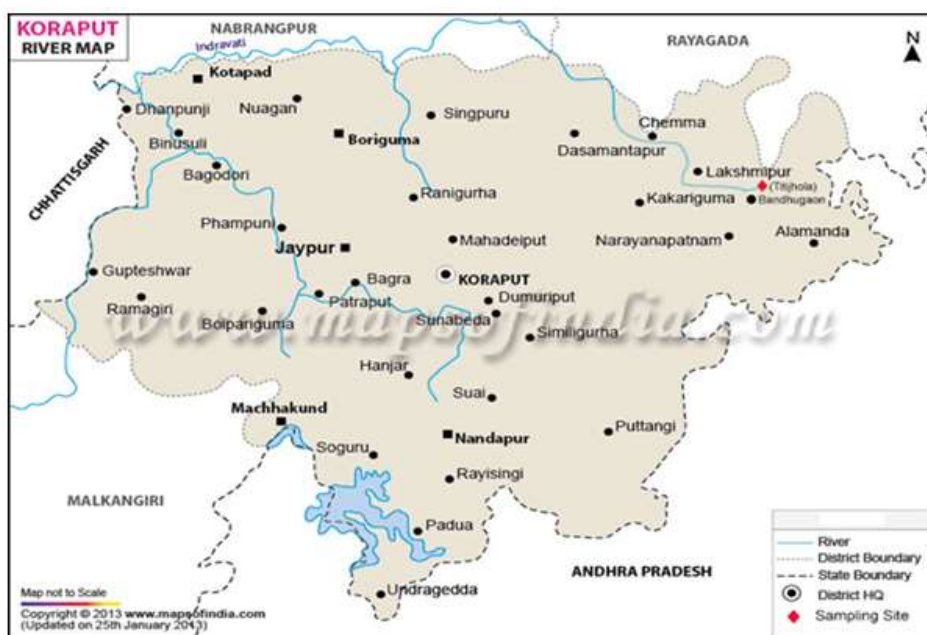 KORAPUT
RIVER MAP
NABRANGPUR
Indravati
RAYAGADA
N
Kotapad
Dhanpunji
Nuagan
Singpuru
Chemma
Binusuli
Boriguma
Dasamantapur
CHHATTISGARH
Bagodori
Lakshmipur
(Titijhola)
Ranigurha
Kakariguma
Bandhugaon
Phampuni
Jaypur
Mahadeiput
Narayanapatnam
Alamanda
Gupteshwar
Bagra
KORAPUT
Ramagiri
Patraput
Dumuriput
www.mapsofindia.com
Boipariguma
Sunabeda
Similigurha
Hanjar
Suai
Machhakund
Puttangi
Soguru
Nandapur
Rayisingi
MALKANGIRI
Padua
ANDHRA PRADESH
Undragedda
River
District Boundary
State Boundary
District HQ
Sampling Site
Map not to Scale
Copyright © 2013 www.mapsofindia.com
(Updated on 25th January 2013)